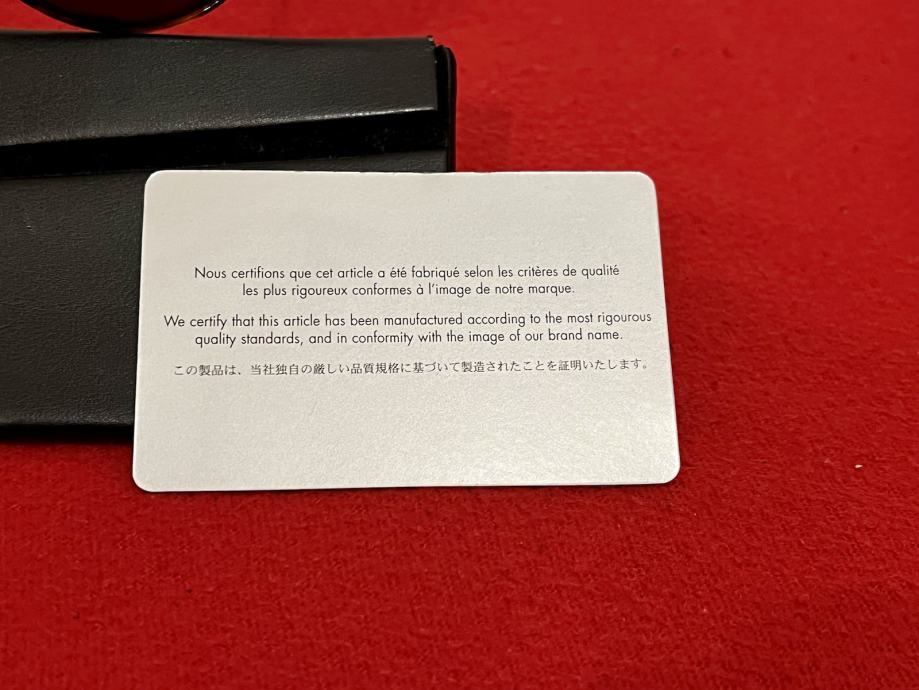 Nous certifions que cet article a été fabriqué selon les critères de qualité
les plus rigoureux conformes à l'image de notre marque.
We certify that this article has been manufactured according to the most rigourous
quality standards, and in conformity with the image of our brand name.
この製品は、当社独自の厳しい品質規格に基づいて製造されたことを証明いたします。